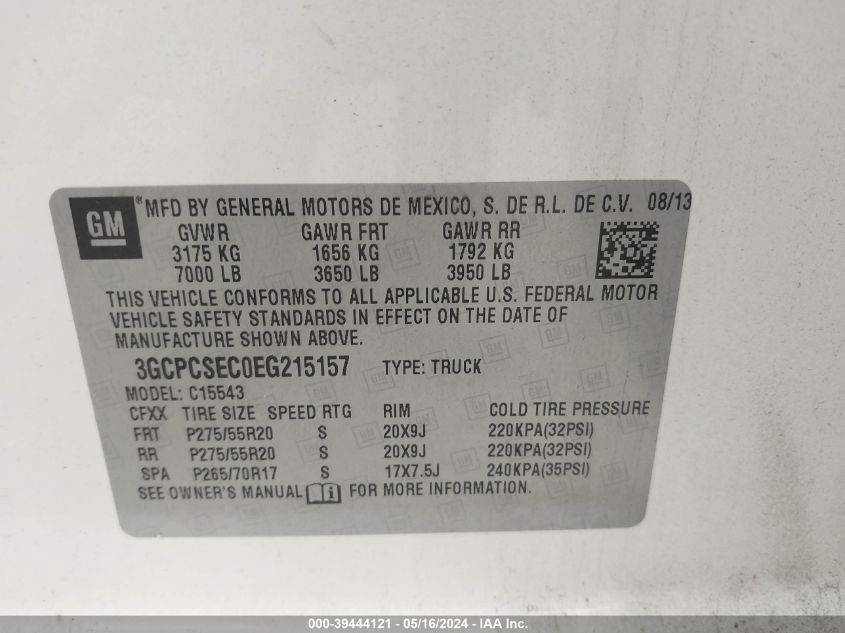 GM ® MFD BY GENERAL MOTORS DE MEXICO, S. DE R.L. DE C.V. 08/13
GVWR GAWR FRT GAWR RR
3175 KG 1656 KG 1792 KG
7000 LB 3650 LB 3950 LB
THIS VEHICLE CONFORMS TO ALL APPLICABLE U.S. FEDERAL MOTOR
VEHICLE SAFETY STANDARDS IN EFFECT ON THE DATE OF
MANUFACTURE SHOWN ABOVE.
3GCPCSEC0EG215157 TYPE: TRUCK
MODEL: C15543
CFXX TIRE SIZE SPEED RTG RIM COLD TIRE PRESSURE
FRT P275/55R20 S 20X9J 220KPA(32PSI)
RR P275/55R20 S 20X9J 220KPA(32PSI)
SPA P265/70R17 S 17X7.5J 240KPA(35PSI)
SEE OWNER'S MANUAL FOR MORE INFORMATION.
000-39444121 - 05/16/2024 - IAA Inc.